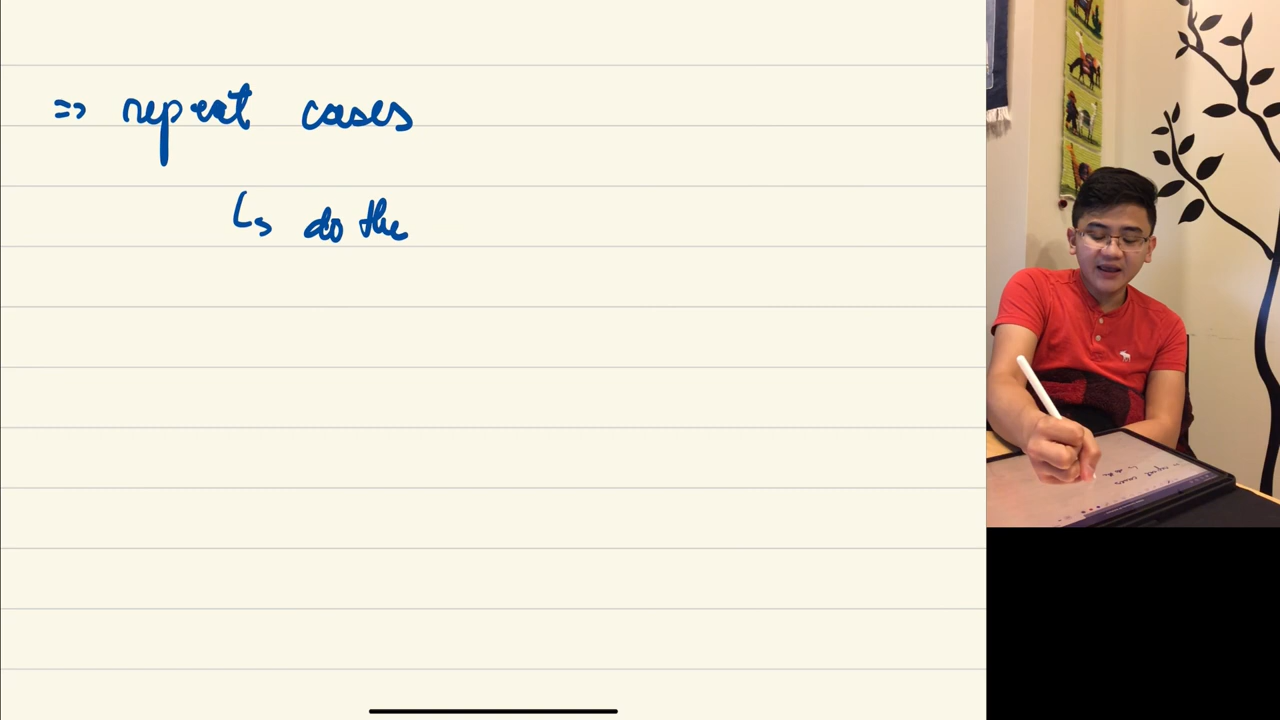 => repeat cases
↳ do the